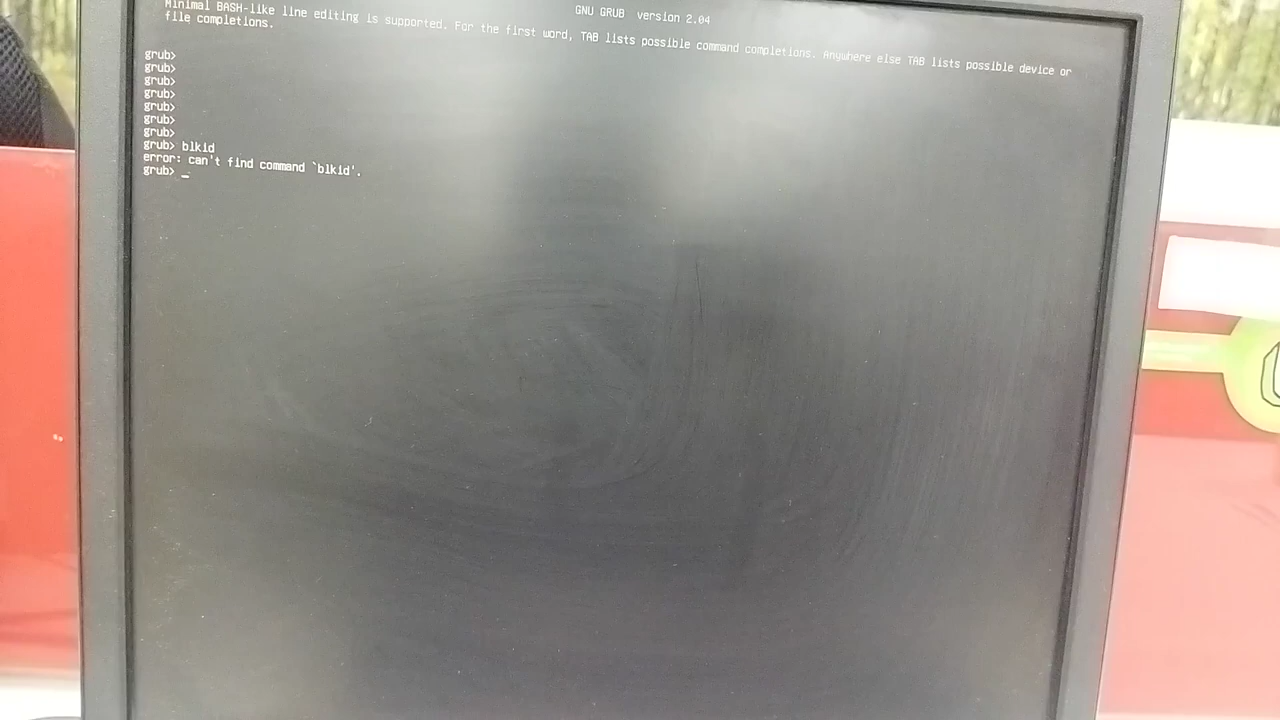 GNU GRUB version 2.04
Minimal BASH-like line editing is supported. For the first word, TAB lists possible command completions. Anywhere else TAB lists possible device or
file completions.
grub>
grub>
grub>
grub>
grub>
grub>
grub>
grub> blkid
error: can't find command `blkid'.
grub> _